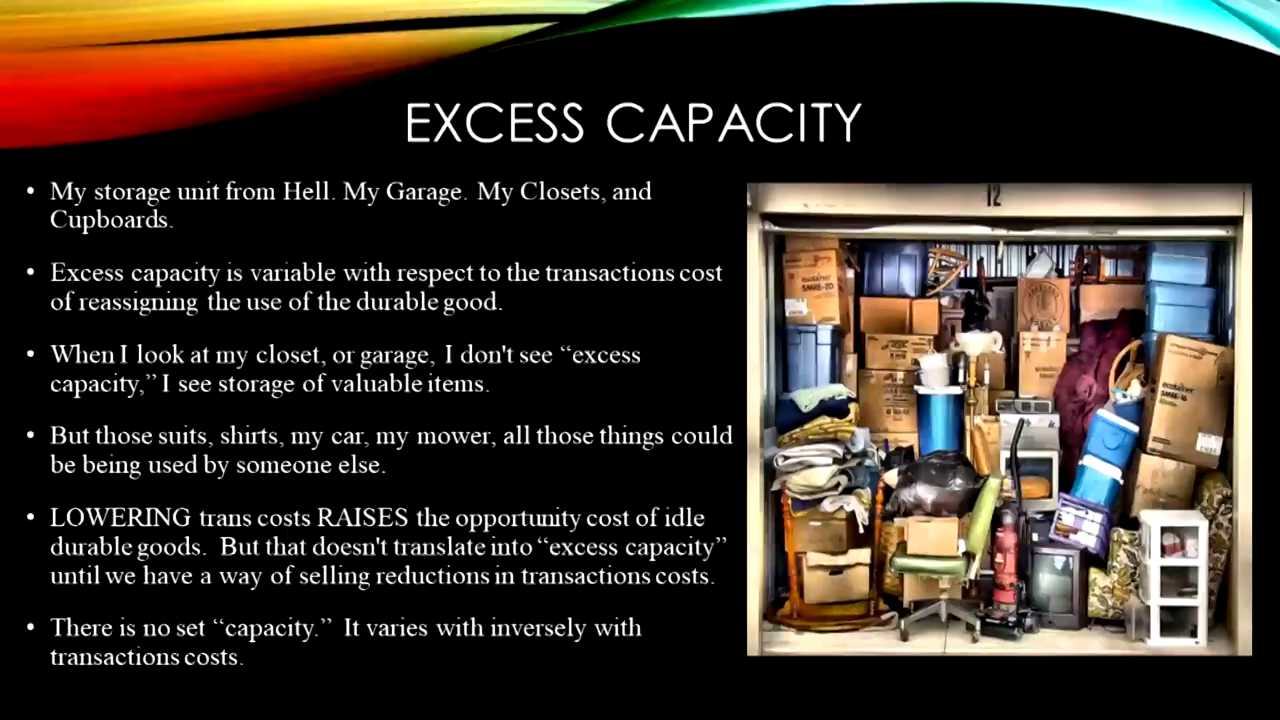 EXCESS CAPACITY
• My storage unit from Hell. My Garage. My Closets, and
Cupboards.
• Excess capacity is variable with respect to the transactions cost
of reassigning the use of the durable good.
• When I look at my closet, or garage, I don't see “excess
capacity,” I see storage of valuable items.
• But those suits, shirts, my car, my mower, all those things could
be being used by someone else.
• LOWERING trans costs RAISES the opportunity cost of idle
durable goods. But that doesn't translate into “excess capacity”
until we have a way of selling reductions in transactions costs.
• There is no set “capacity.” It varies with inversely with
transactions costs.
12